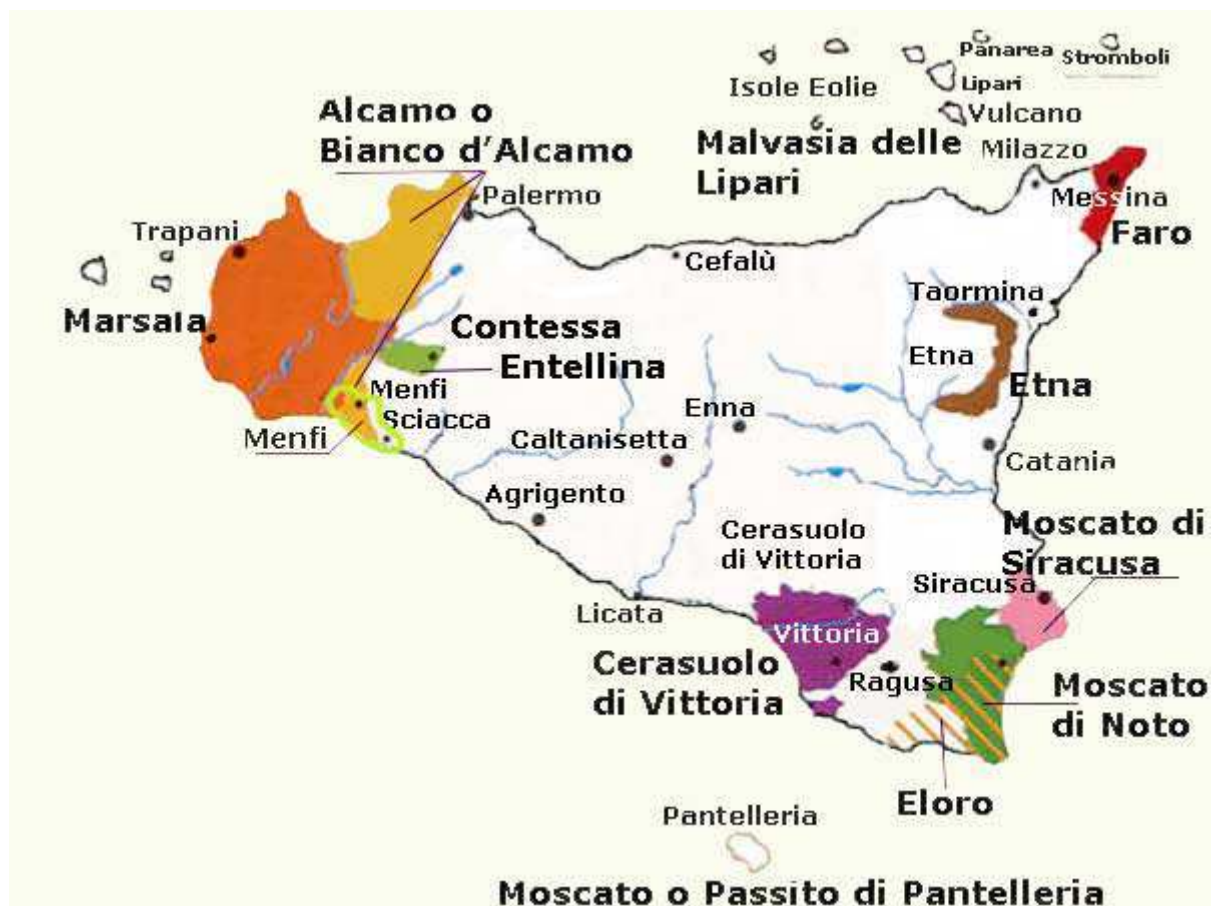 Panarea
Stromboli
Isole Eolie
Lipari
Alcamo o
Bianco d'Alcamo
Vulcano
Malvasia delle
Lipari
Milazzo
Palermo
Messina
Trapani
Faro
Cefalù
Taormina
Marsala
Contessa
Entellina
Etna
Etna
Menfi
Sciacca
Menfi
Enna
Caltanisetta
Catania
Agrigento
Cerasuolo
di Vittoria
Moscato di
Siracusa
Siracusa
Licata
Vittoria
Cerasuolo
di Vittoria
Ragusa
Moscato
di Noto
Eloro
Pantelleria
Moscato o Passito di Pantelleria